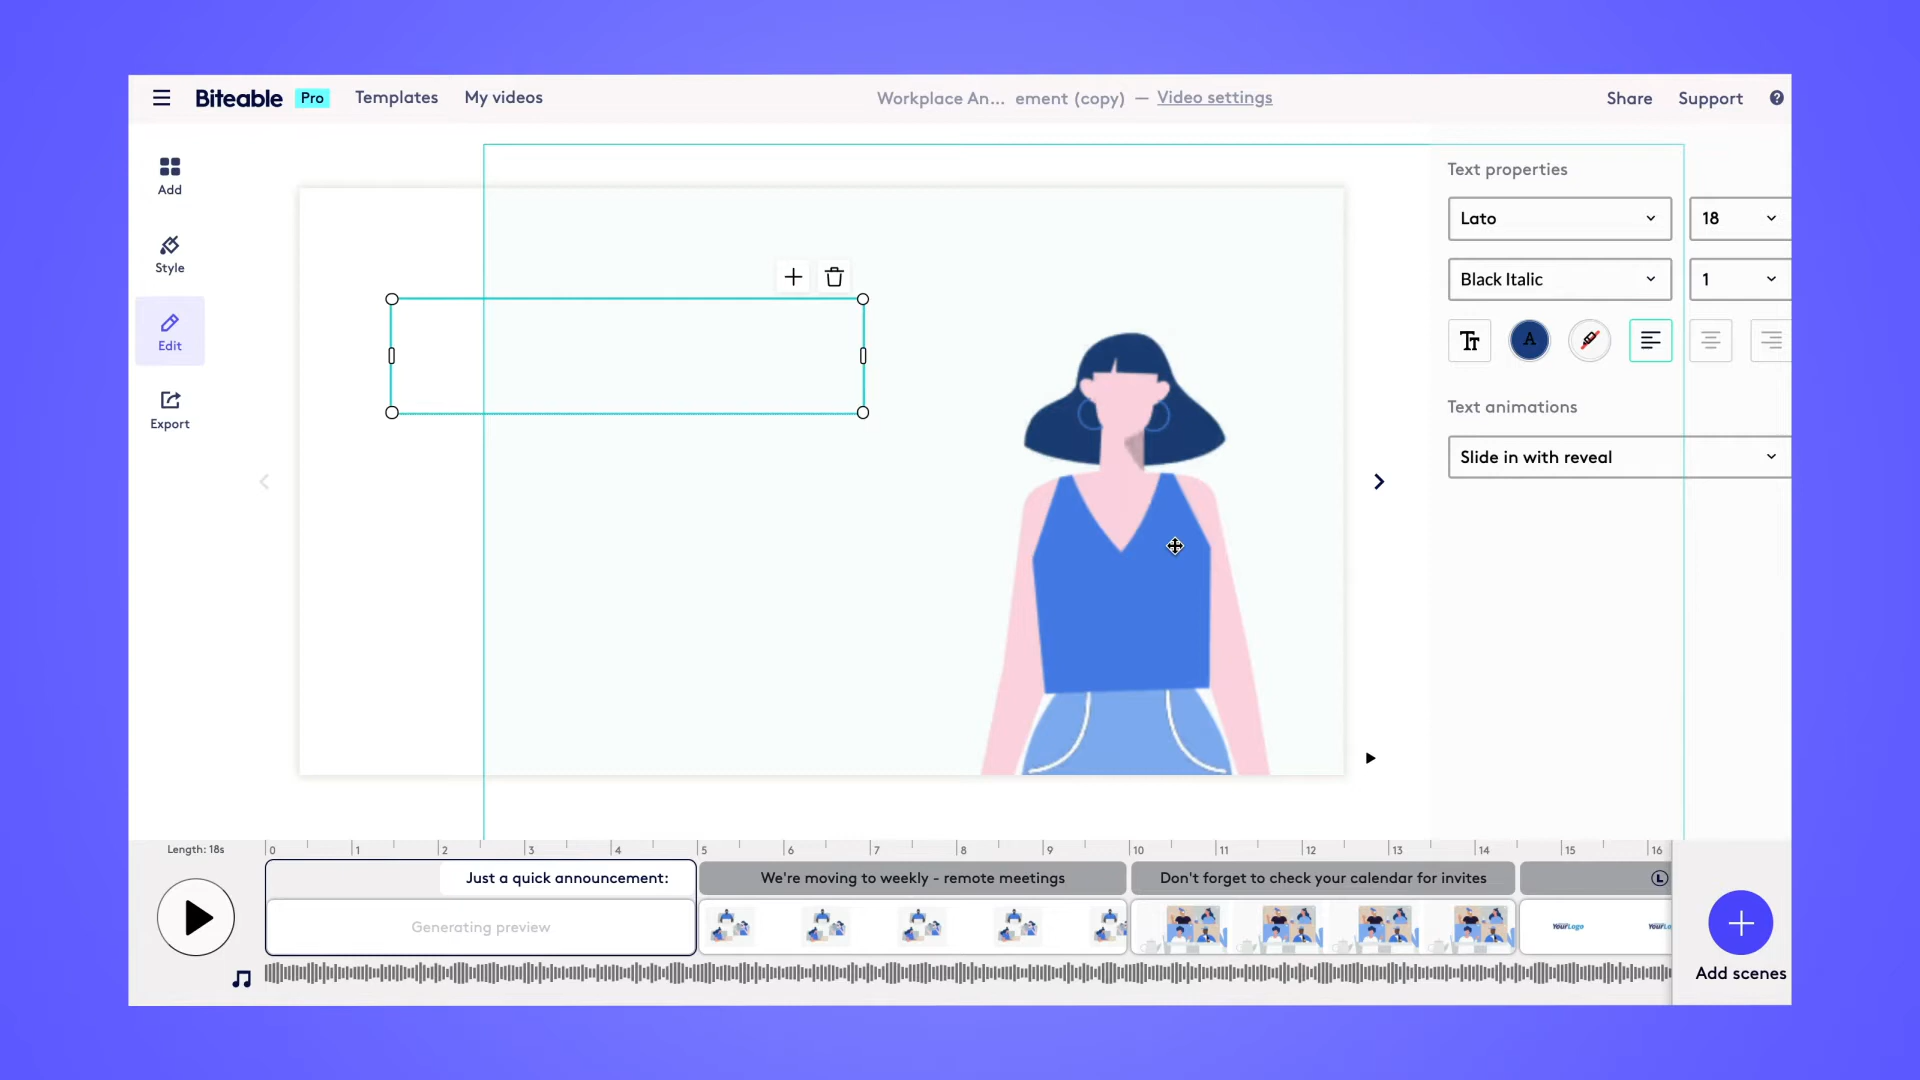 Biteable Pro Templates My videos Workplace An... ement (copy) — Video settings Share Support ?
Add
Style
Edit
Export
Text properties
Lato 18
Black Italic 1
Tt A
Text animations
Slide in with reveal
Length: 18s 0 1 2 3 4 5 6 7 8 9 10 11 12 13 14 15 16
Just a quick announcement: We're moving to weekly - remote meetings Don't forget to check your calendar for invites L
Generating preview YourLogo YourLo
Add scenes